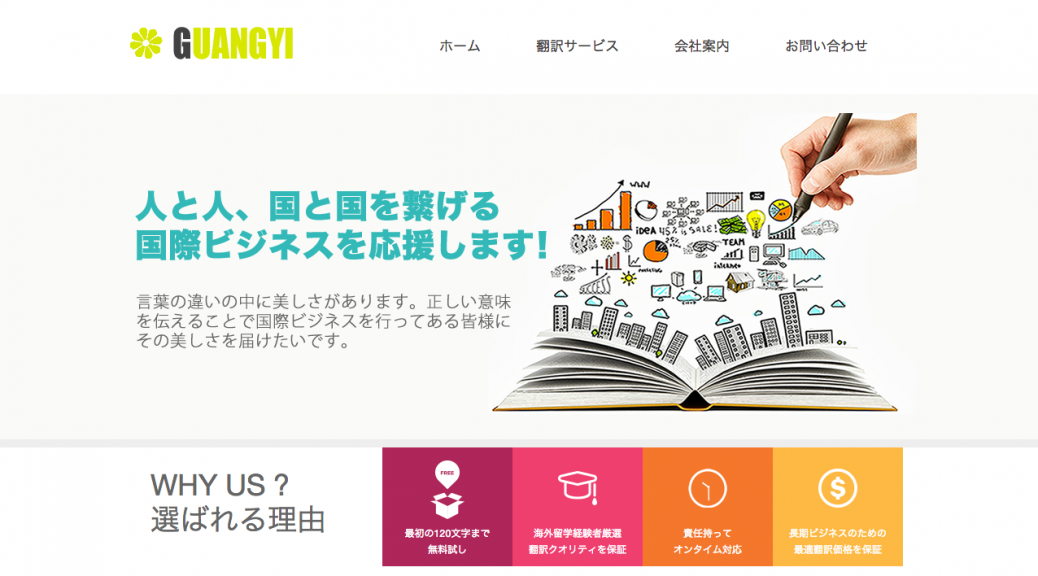 GUANGYI
ホーム 翻訳サービス 会社案内 お問い合わせ
人と人、国と国を繋げる
国際ビジネスを応援します!
言葉の違いの中に美しさがあります。正しい意味
を伝えることで国際ビジネスを行ってある皆様に
その美しさを届けたいです。
IDEA 45% SALE!
TEAM
internet
marketing
WHY US ?
選ばれる理由
FREE
最初の120文字まで
無料試し
海外留学経験者厳選
翻訳クオリティを保証
責任持って
オンタイム対応
長期ビジネスのための
最適翻訳価格を保証